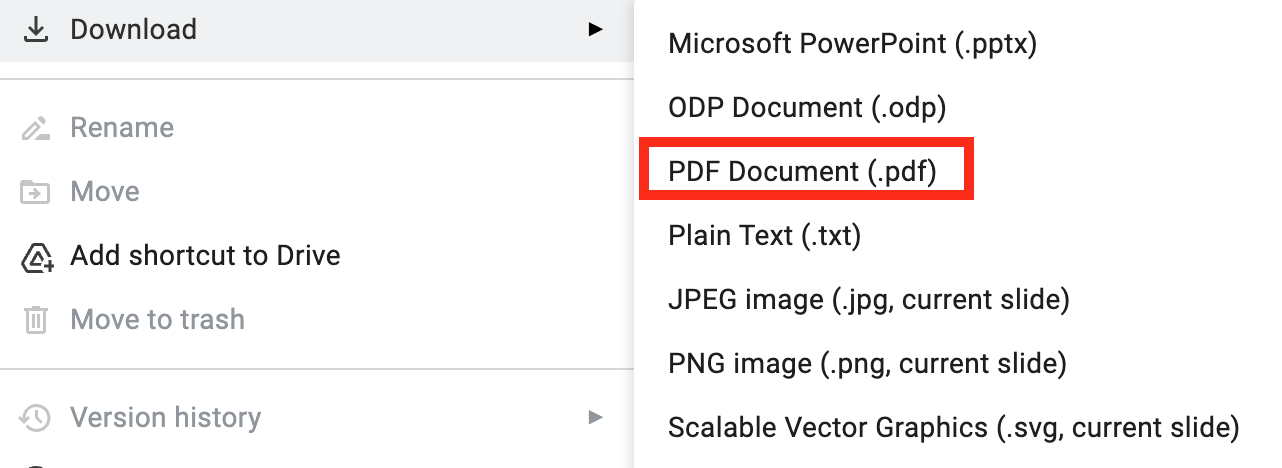 Download
Rename
Move
Add shortcut to Drive
Move to trash
Version history
Microsoft PowerPoint (.pptx)
ODP Document (.odp)
PDF Document (.pdf)
Plain Text (.txt)
JPEG image (.jpg, current slide)
PNG image (.png, current slide)
Scalable Vector Graphics (.svg, current slide)